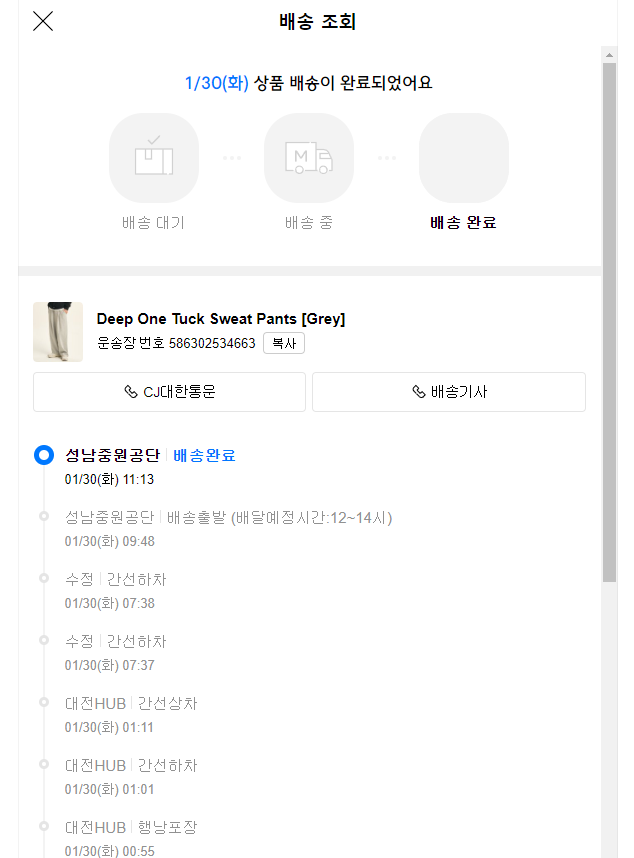 배송 조회
1/30(화) 상품 배송이 완료되었어요
M
배송 대기
배송 중
배송 완료
Deep One Tuck Sweat Pants [Grey]
운송장 번호 586302534663 복사
CJ대한통운
배송기사
성남중원공단 | 배송완료
01/30(화) 11:13
성남중원공단 | 배송출발 (배달예정시간:12~14시)
01/30(화) 09:48
수정 | 간선하차
01/30(화) 07:38
수정 | 간선하차
01/30(화) 07:37
대전HUB | 간선상차
01/30(화) 01:11
대전HUB | 간선하차
01/30(화) 01:01
대전HUB | 행낭포장
01/30(화) 00:55